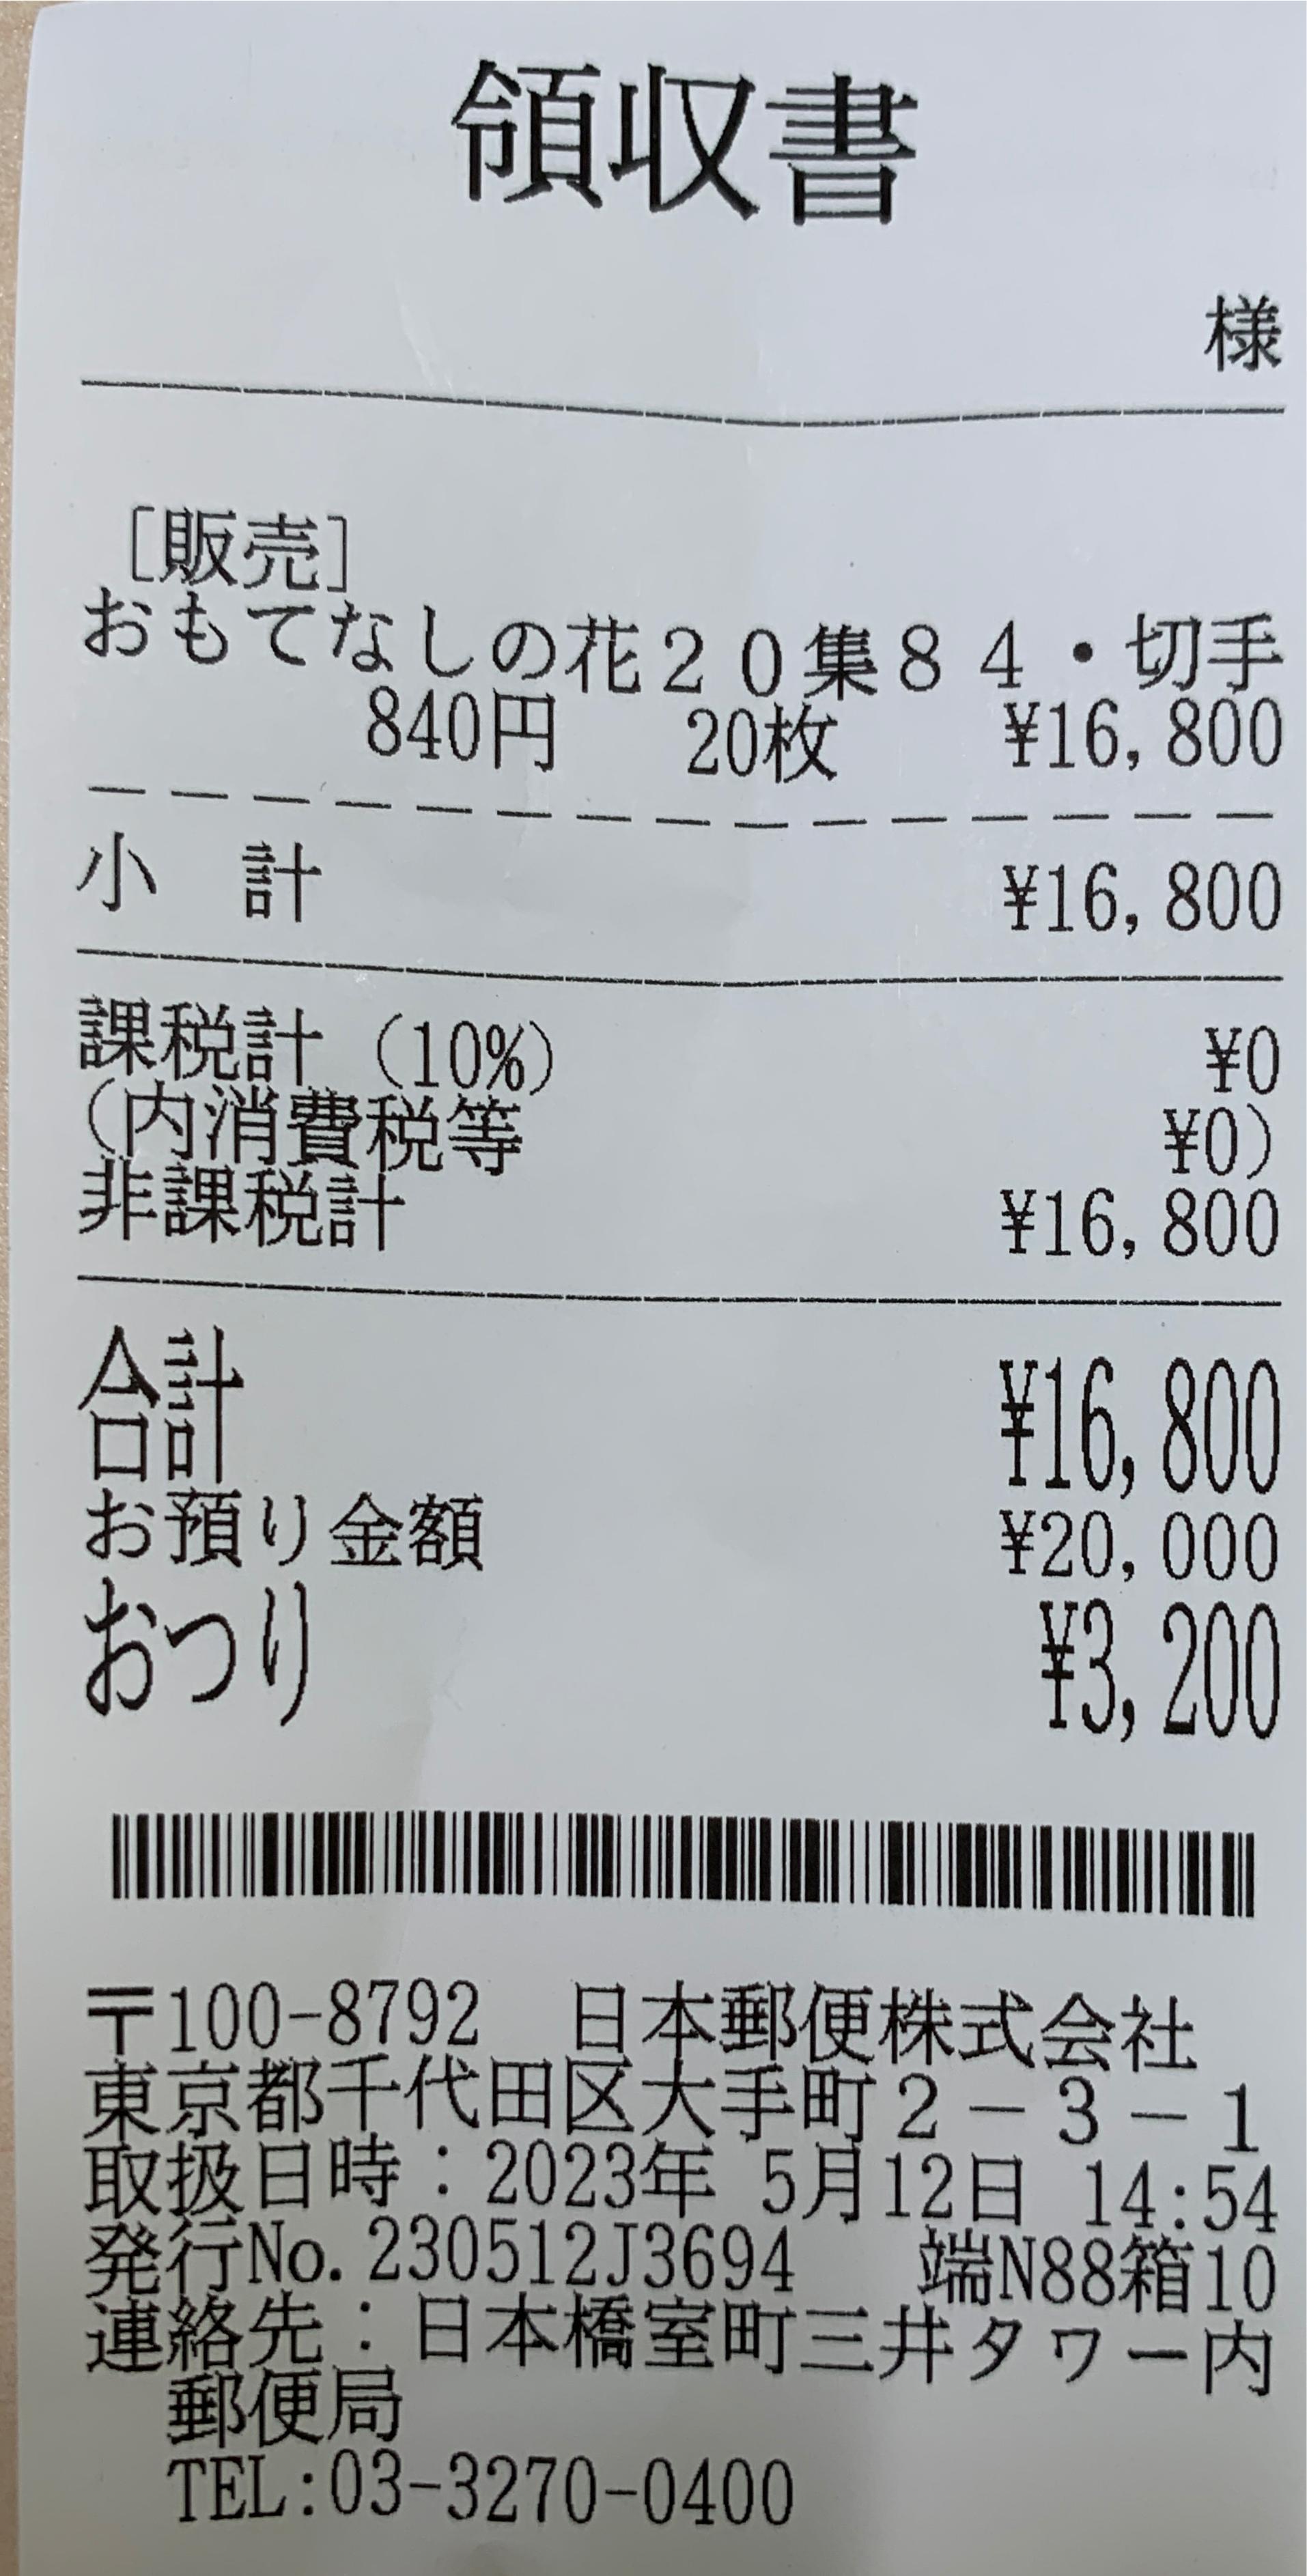 領収書
様
[販売]
おもてなしの花20集84・切手
840円 20枚 ¥16,800
小 計 ¥16,800
課税計(10%) ¥0
(内消費税等 ¥0)
非課税計 ¥16,800
合計 ¥16,800
お預り金額 ¥20,000
おつり ¥3,200
〒100-8792 日本郵便株式会社
東京都千代田区大手町2-3-1
取扱日時:2023年 5月12日 14:54
発行No.230512J3694 端N88箱10
連絡先:日本橋室町三井タワー内
郵便局
TEL:03-3270-0400